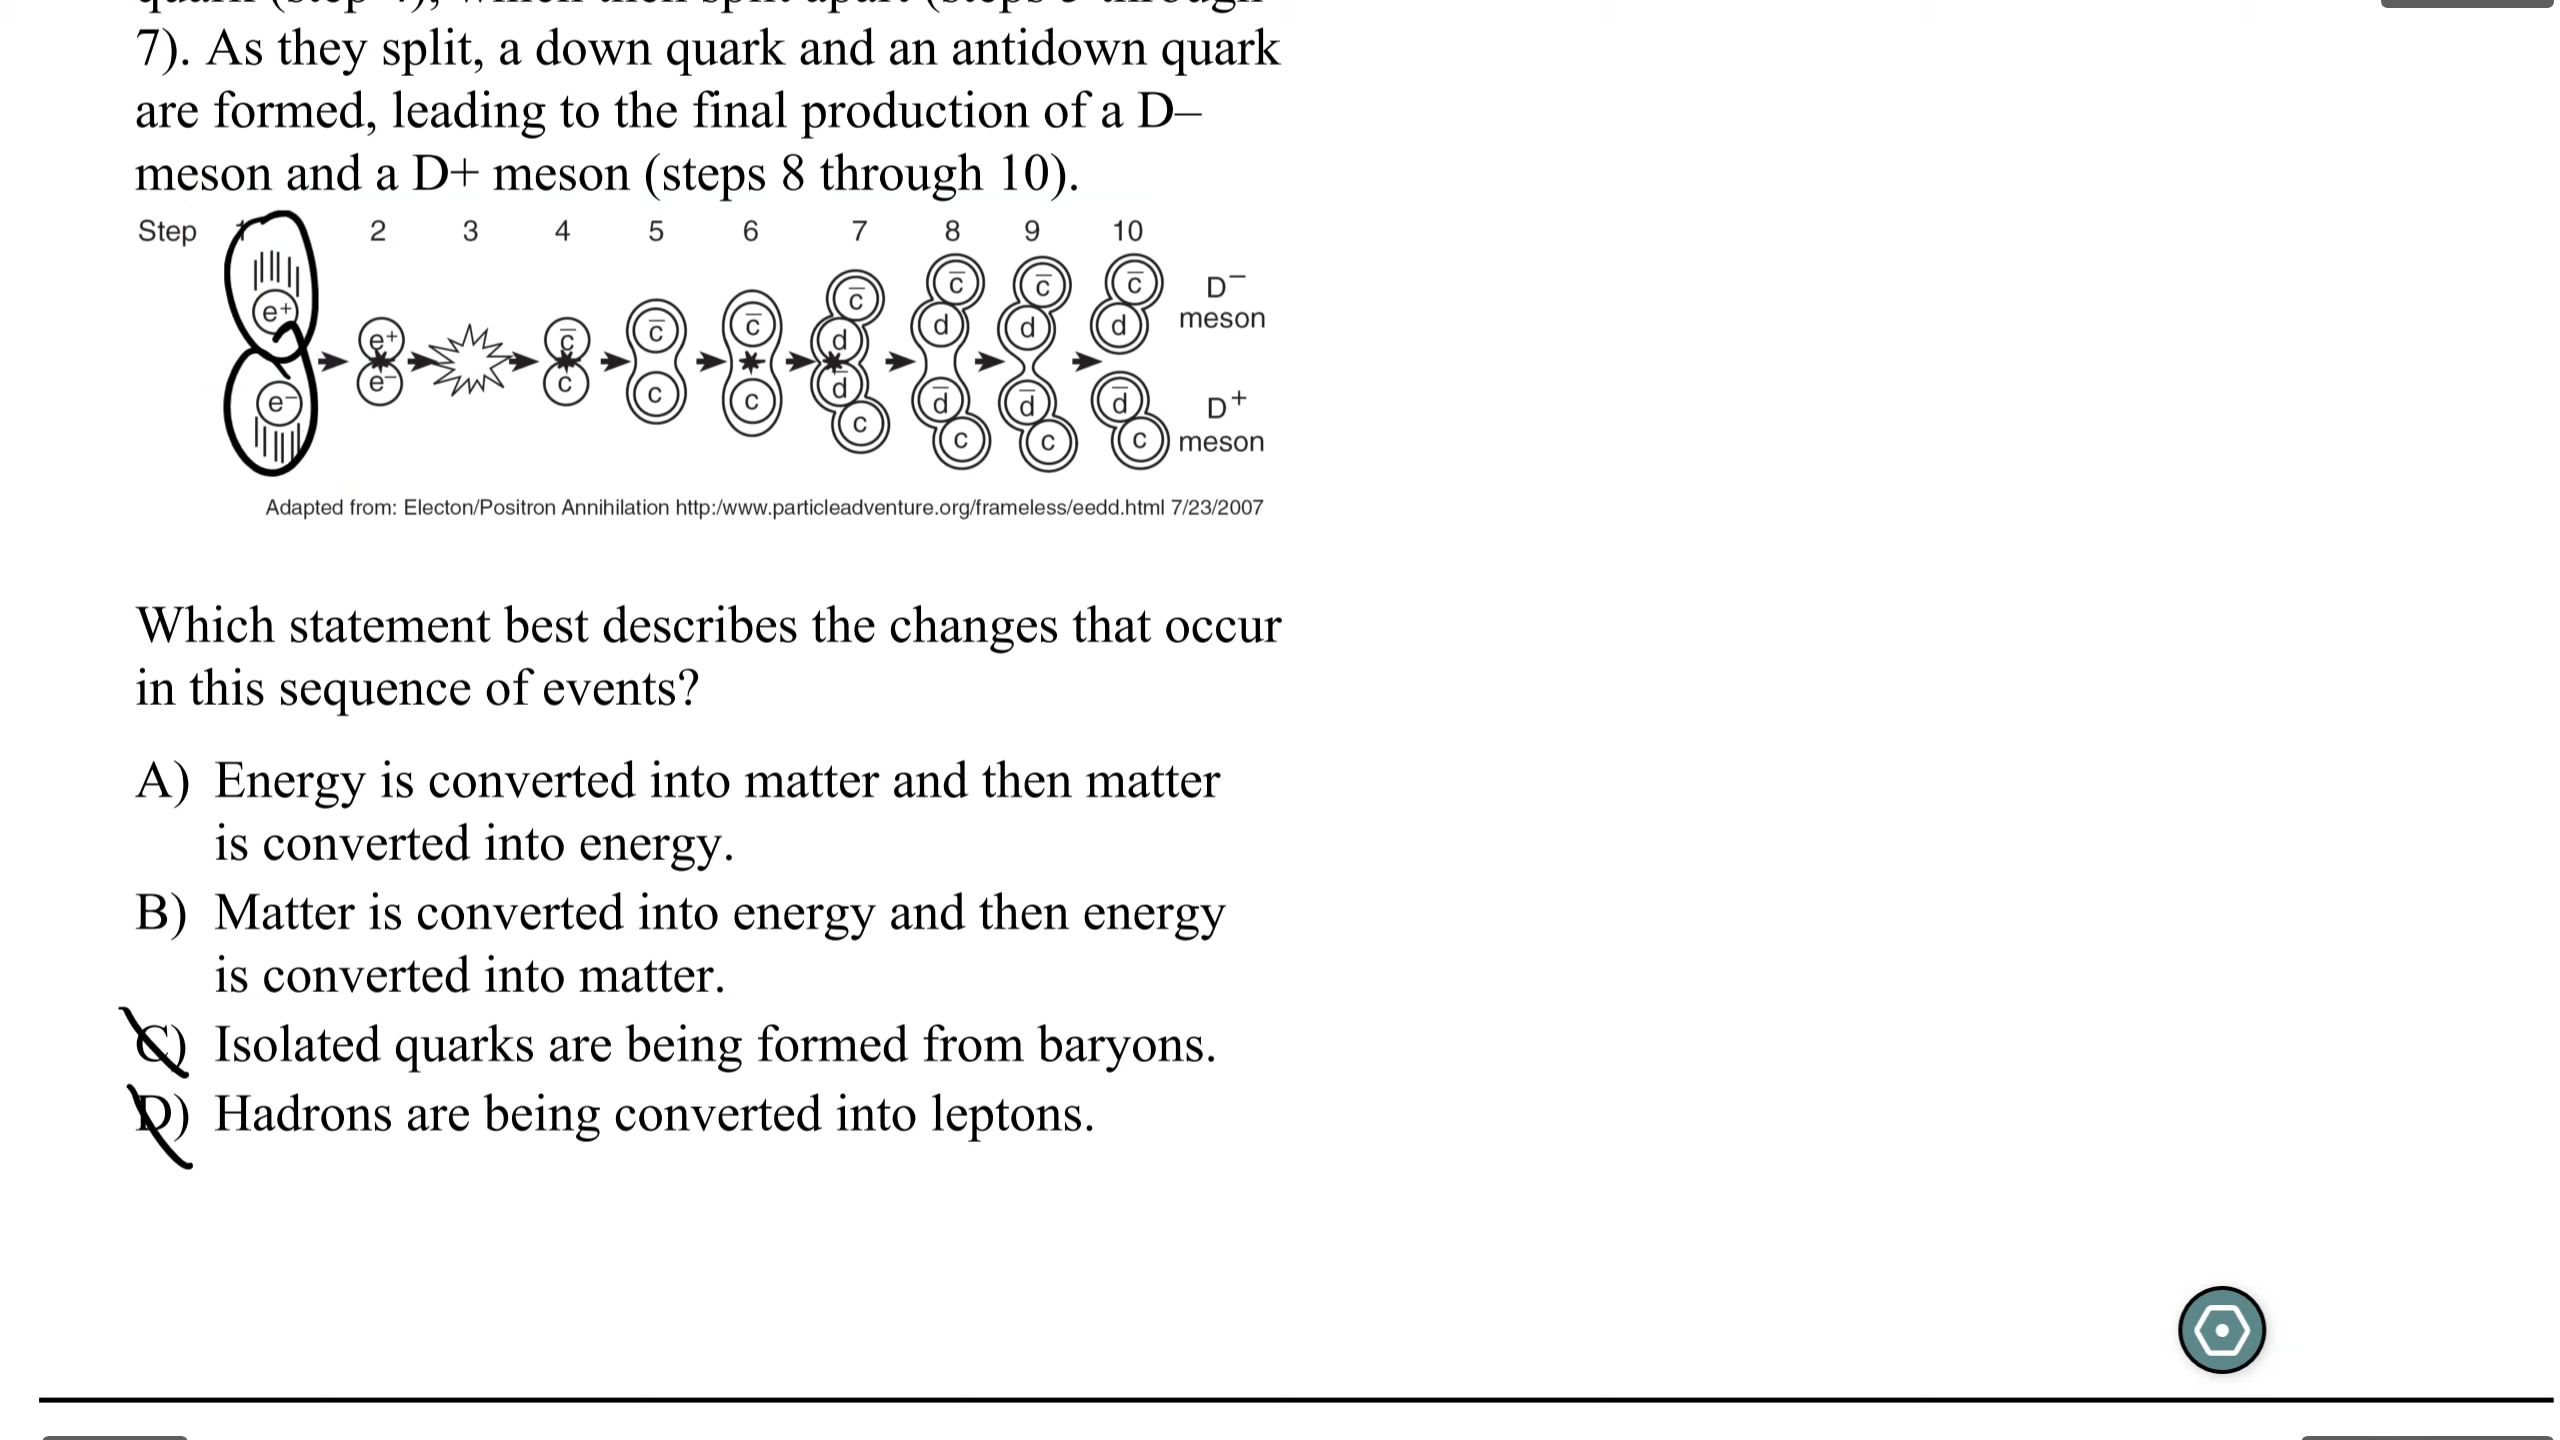 7). As they split, a down quark and an antidown quark
are formed, leading to the final production of a D–
meson and a D+ meson (steps 8 through 10).
Step 2 3 4 5 6 7 8 9 10
e+ e+ c̄ c̄ c̄ c̄ c̄ c̄ c̄ D⁻
d d d d meson
e⁻ e⁻ c c c d̄ d̄ d̄ d̄ D⁺
c c c c meson
Adapted from: Electon/Positron Annihilation http:/www.particleadventure.org/frameless/eedd.html 7/23/2007
Which statement best describes the changes that occur
in this sequence of events?
A) Energy is converted into matter and then matter
is converted into energy.
B) Matter is converted into energy and then energy
is converted into matter.
C) Isolated quarks are being formed from baryons.
D) Hadrons are being converted into leptons.